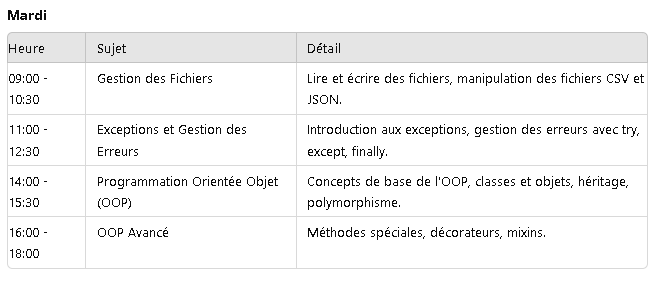 Mardi
Heure Sujet Détail
09:00 - Gestion des Fichiers Lire et écrire des fichiers, manipulation des fichiers CSV et
10:30 JSON.
11:00 - Exceptions et Gestion des Introduction aux exceptions, gestion des erreurs avec try,
12:30 Erreurs except, finally.
14:00 - Programmation Orientée Objet Concepts de base de l'OOP, classes et objets, héritage,
15:30 (OOP) polymorphisme.
16:00 - OOP Avancé Méthodes spéciales, décorateurs, mixins.
18:00